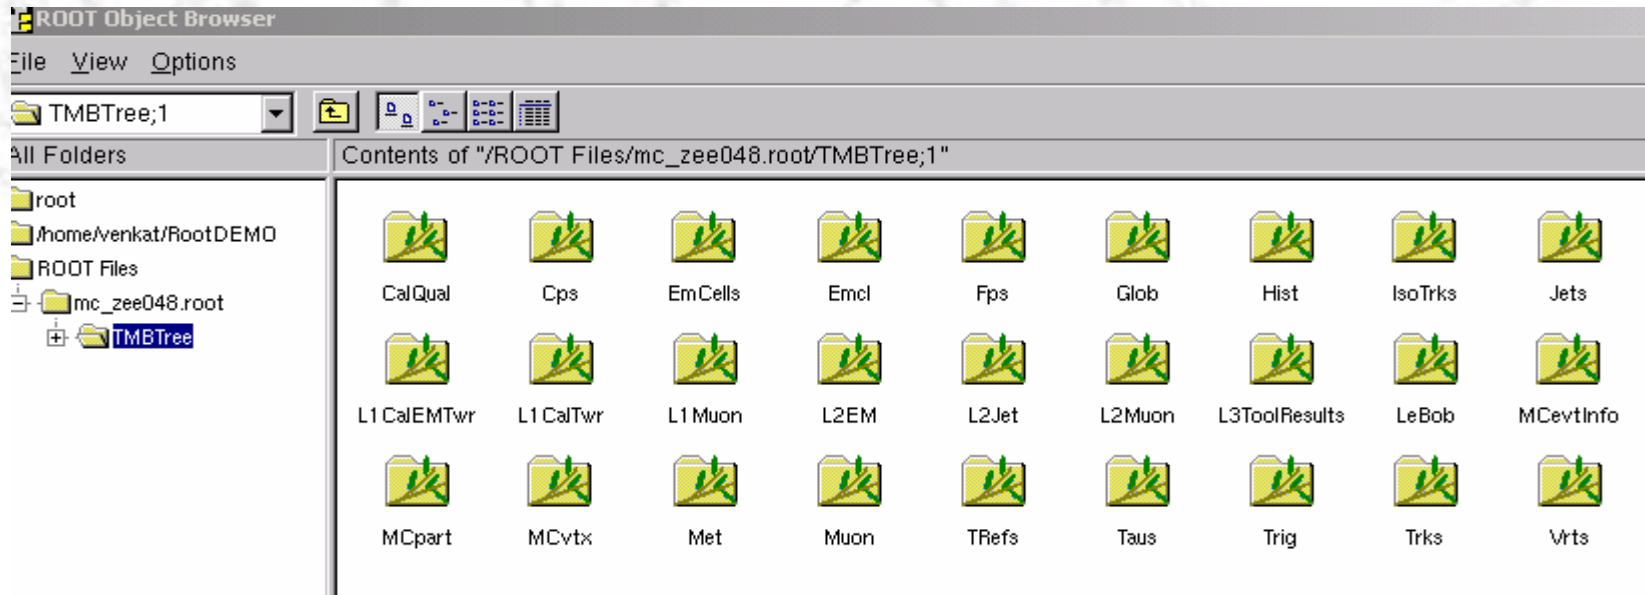 ROOT Object Browser
File View Options
TMBTree;1
All Folders
Contents of "/ROOT Files/mc_zee048.root/TMBTree;1"
root
/home/venkat/RootDEMO
ROOT Files
mc_zee048.root
TMBTree
CalQual Cps EmCells Emcl Fps Glob Hist IsoTrks Jets
L1CalEMTwr L1CalTwr L1Muon L2EM L2Jet L2Muon L3ToolResults LeBob MCevtInfo
MCpart MCvtx Met Muon TRefs Taus Trig Trks Vrts